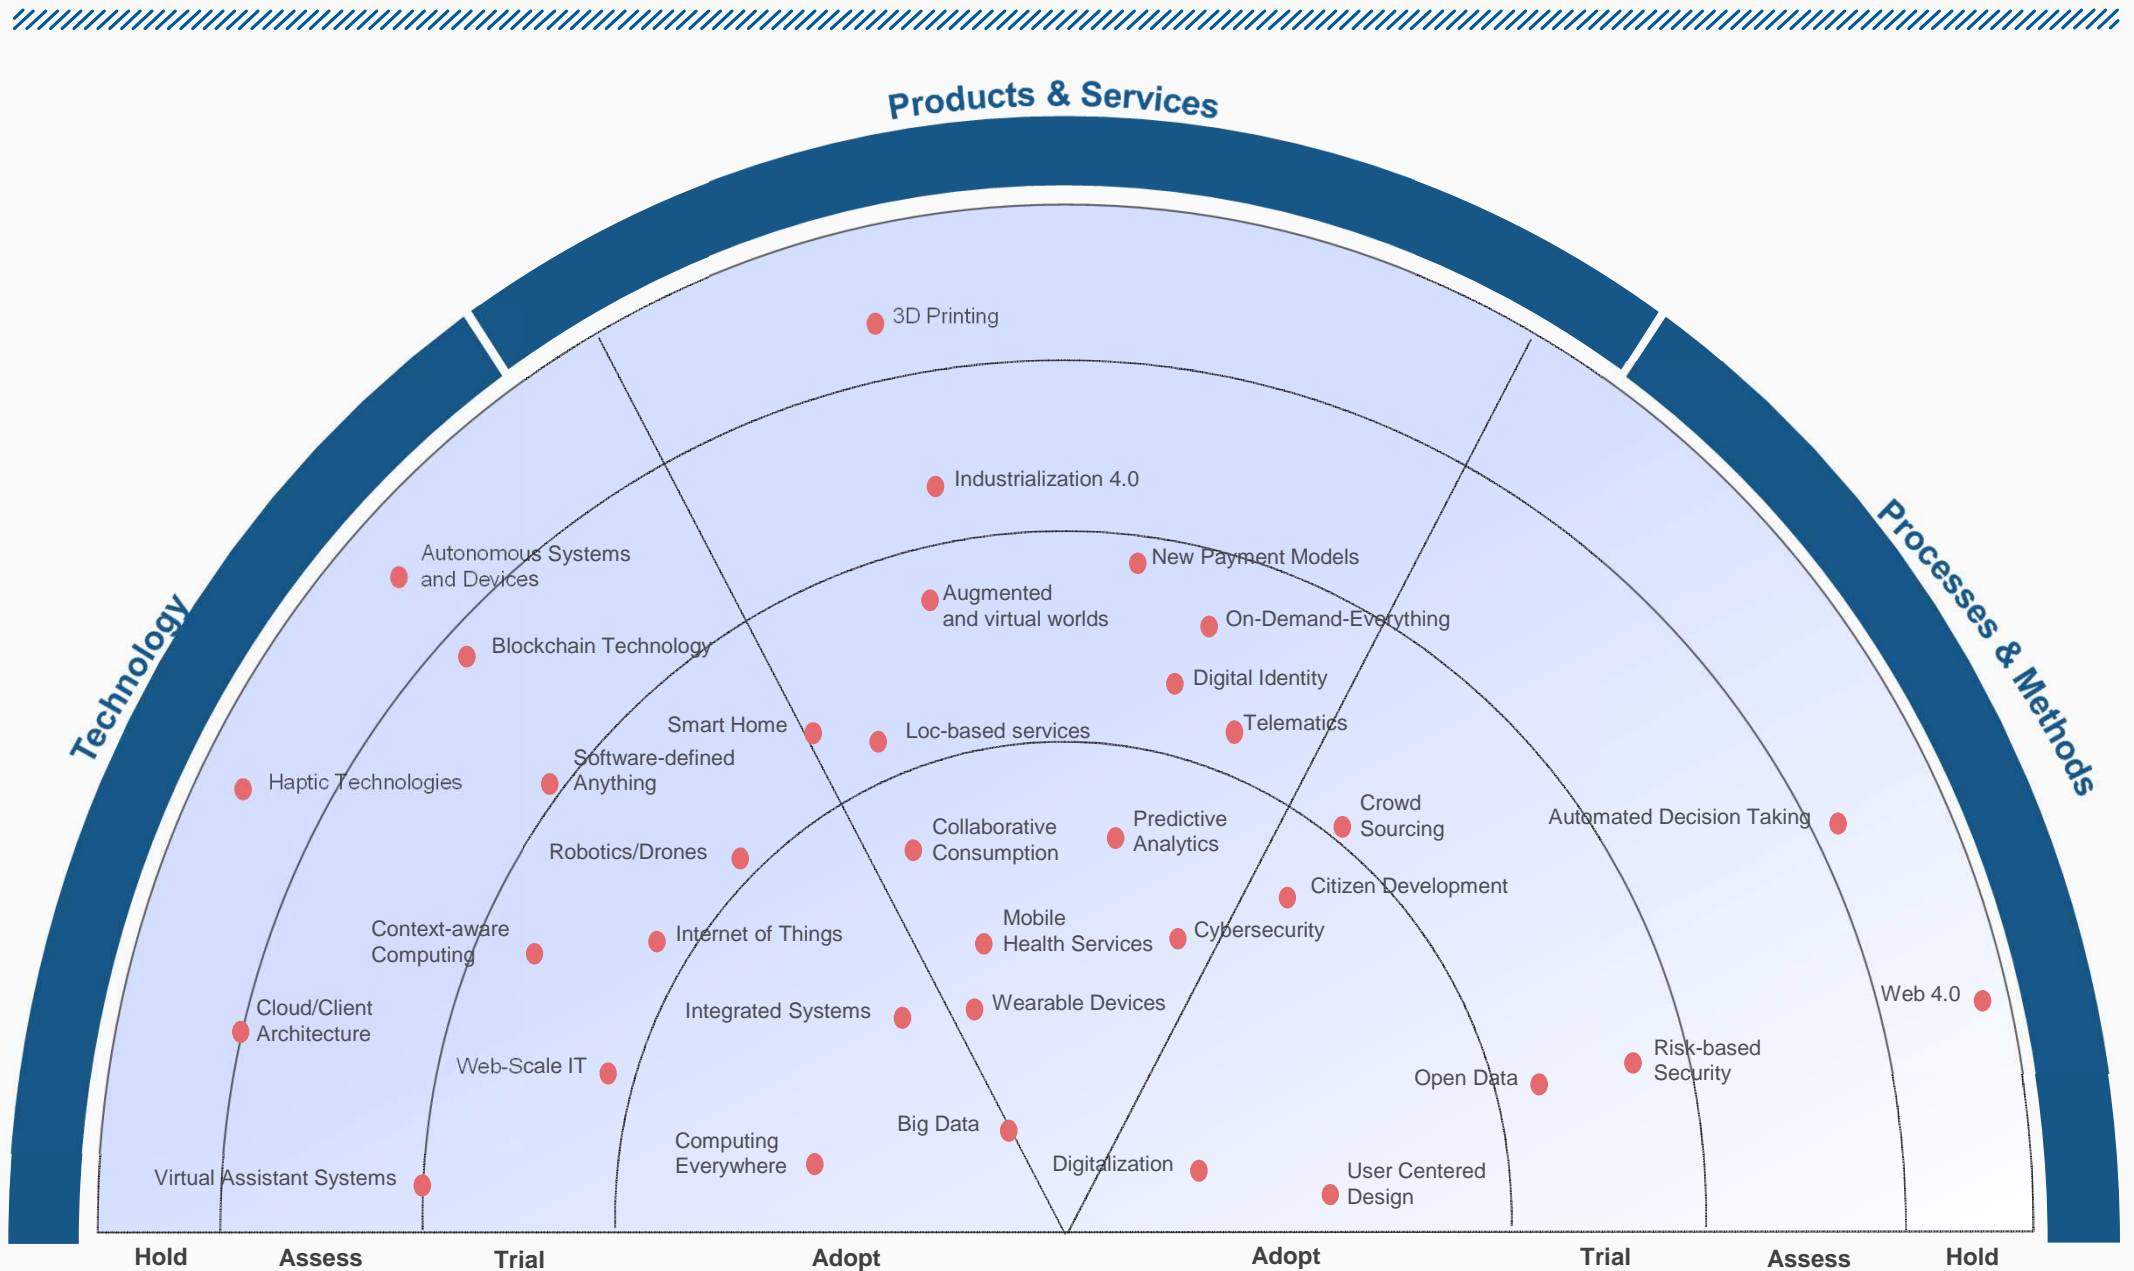 Products & Services
Technology
Processes & Methods
3D Printing
Industrialization 4.0
Autonomous Systems
and Devices
New Payment Models
Augmented
and virtual worlds
On-Demand-Everything
Blockchain Technology
Digital Identity
Smart Home
Loc-based services
Telematics
Software-defined
Anything
Haptic Technologies
Crowd
Sourcing
Automated Decision Taking
Collaborative
Consumption
Predictive
Analytics
Robotics/Drones
Citizen Development
Context-aware
Computing
Internet of Things
Mobile
Health Services
Cybersecurity
Web 4.0
Cloud/Client
Architecture
Integrated Systems
Wearable Devices
Risk-based
Security
Web-Scale IT
Open Data
Big Data
Computing
Everywhere
Digitalization
User Centered
Design
Virtual Assistant Systems
Hold
Assess
Trial
Adopt
Adopt
Trial
Assess
Hold